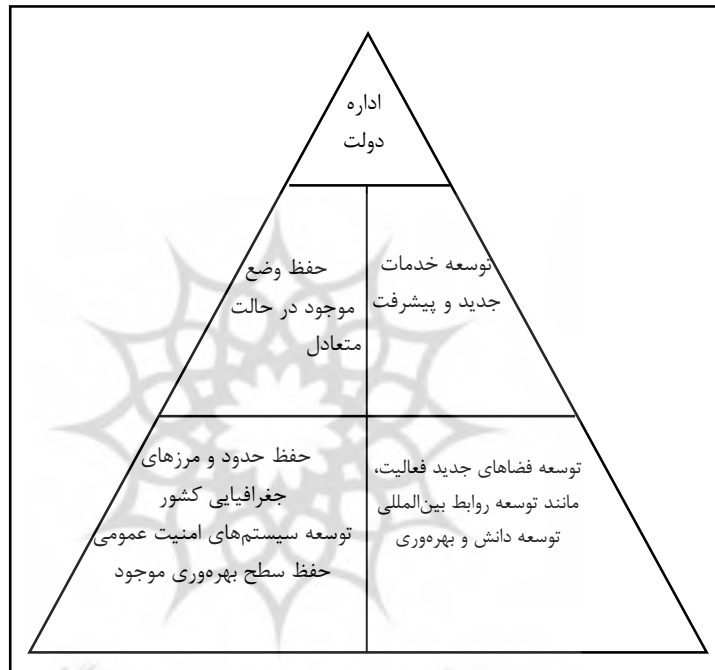 اداره
دولت
توسعه خدمات
جدید و پیشرفت
حفظ وضع
موجود در حالت
متعادل
توسعه فضاهای جدید فعالیت،
مانند توسعه روابط بین‌المللی
توسعه دانش و بهره‌وری
حفظ حدود و مرزهای
جغرافیایی کشور
توسعه سیستم‌های امنیت عمومی
حفظ سطح بهره‌وری موجود